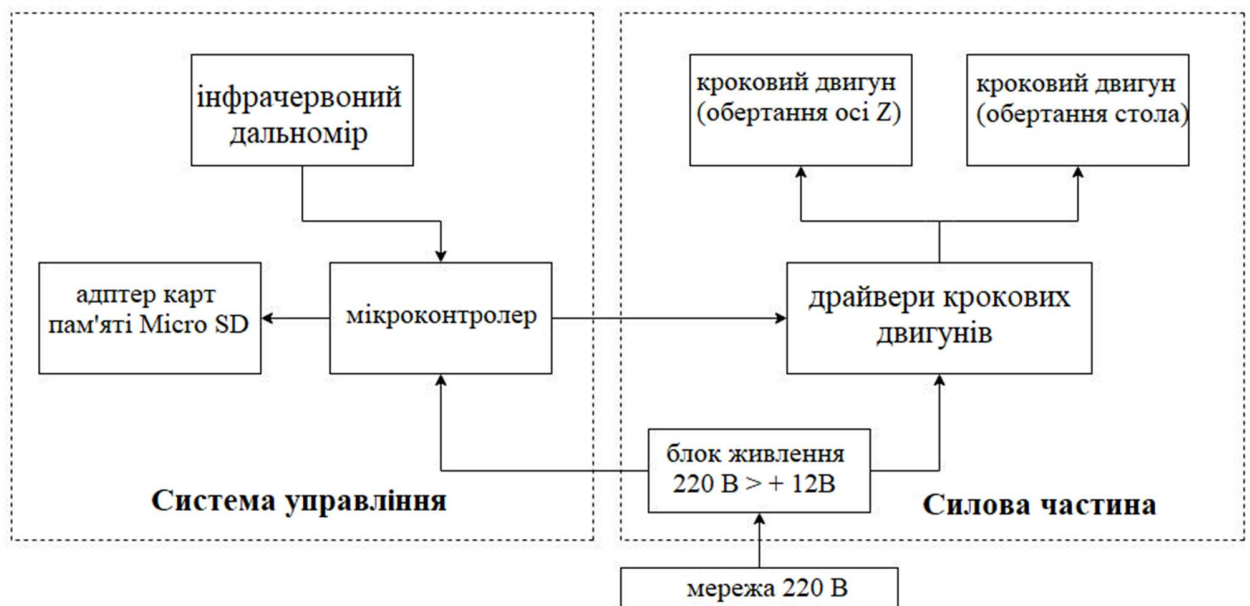 інфрачервоний
дальномір
кроковий двигун
(обертання осі Z)
кроковий двигун
(обертання стола)
адптер карт
пам'яті Micro SD
мікроконтролер
драйвери крокових
двигунів
блок живлення
220 В > + 12В
Система управління
Силова частина
мережа 220 В